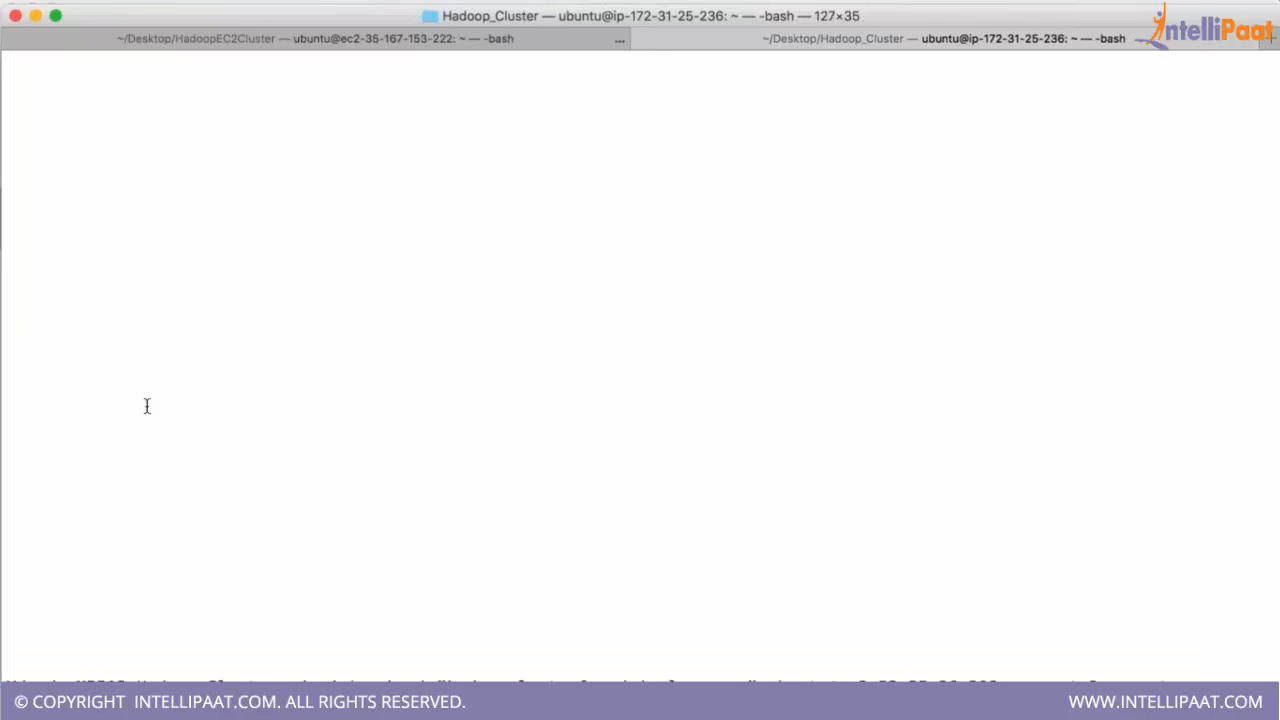 Hadoop_Cluster — ubuntu@ip-172-31-25-236: ~ — -bash — 127×35
~/Desktop/HadoopEC2Cluster — ubuntu@ec2-35-167-153-222: ~ — -bash ...
~/Desktop/Hadoop_Cluster — ubuntu@ip-172-31-25-236: ~ — -bash
IntelliPaat
© COPYRIGHT INTELLIPAAT.COM. ALL RIGHTS RESERVED.
WWW.INTELLIPAAT.COM